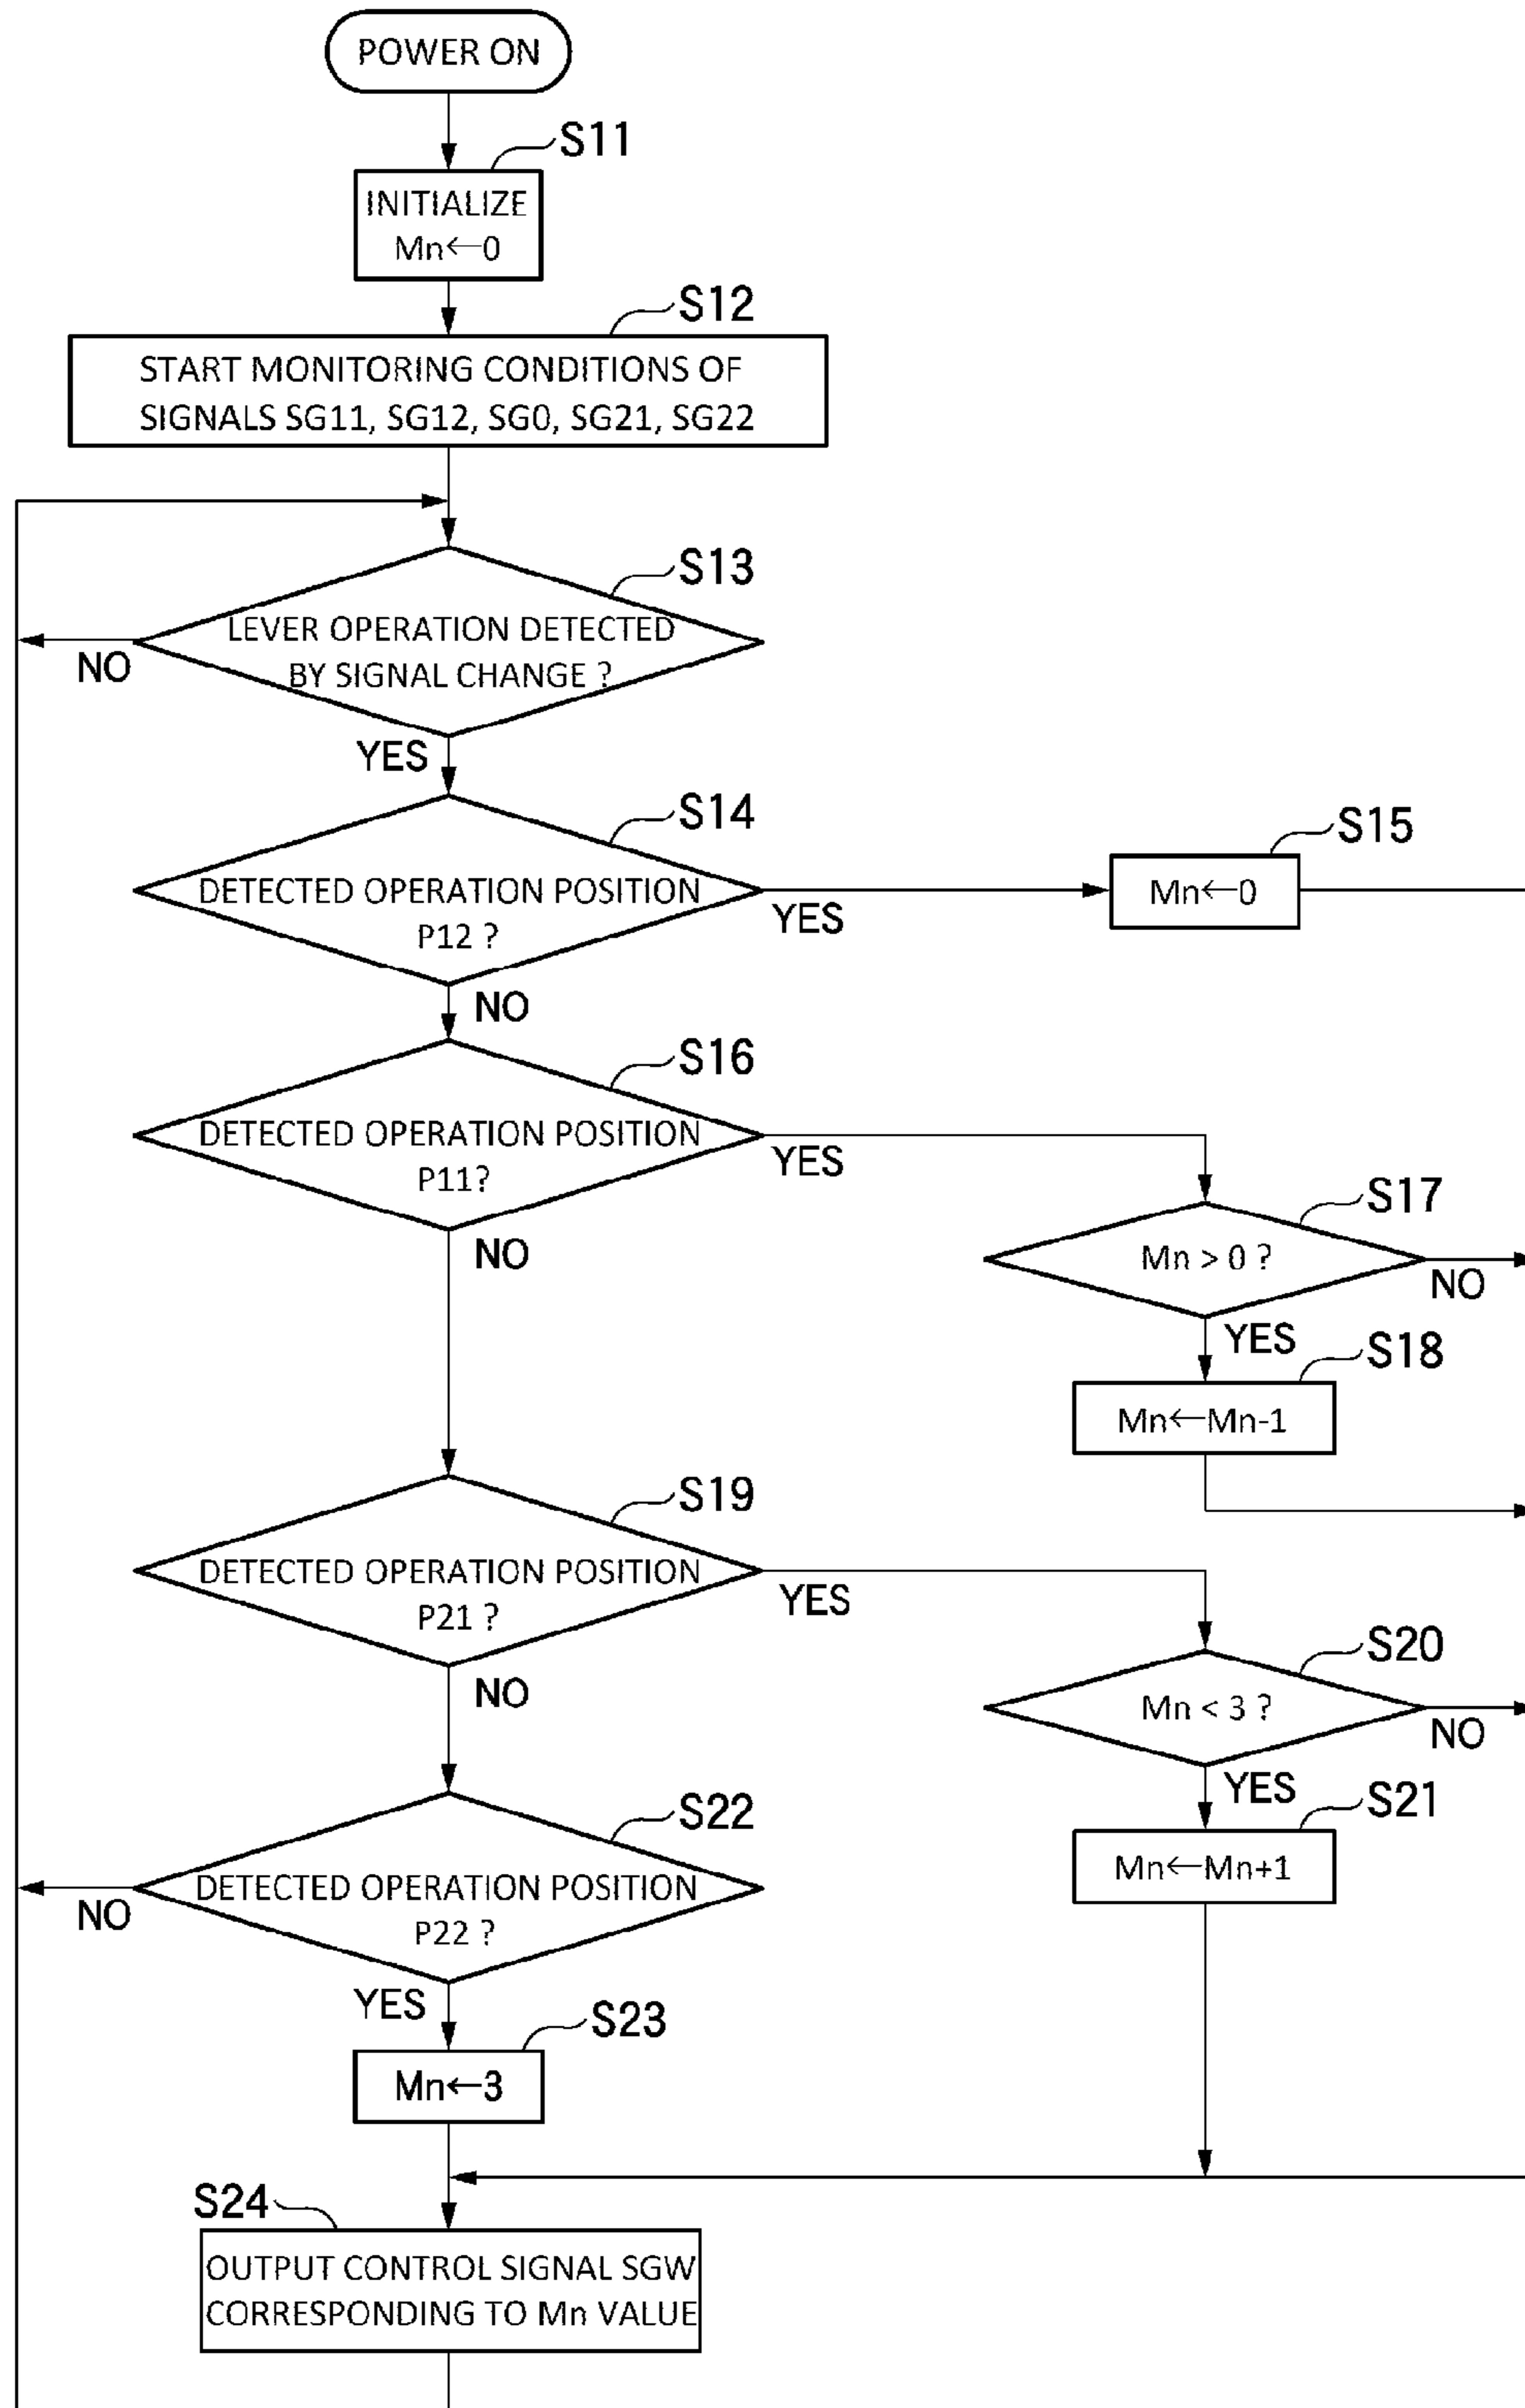 POWER ON
S11
INITIALIZE
Mn←0
S12
START MONITORING CONDITIONS OF
SIGNALS SG11, SG12, SG0, SG21, SG22
S13
LEVER OPERATION DETECTED
BY SIGNAL CHANGE ?
NO
YES
S14
DETECTED OPERATION POSITION
P12 ?
YES
S15
Mn←0
NO
S16
DETECTED OPERATION POSITION
P11?
YES
NO
S17
Mn > 0 ?
NO
YES
S18
Mn←Mn-1
S19
DETECTED OPERATION POSITION
P21 ?
YES
NO
S20
Mn < 3 ?
NO
YES
S21
Mn←Mn+1
S22
DETECTED OPERATION POSITION
P22 ?
NO
YES
S23
Mn←3
S24
OUTPUT CONTROL SIGNAL SGW
CORRESPONDING TO Mn VALUE